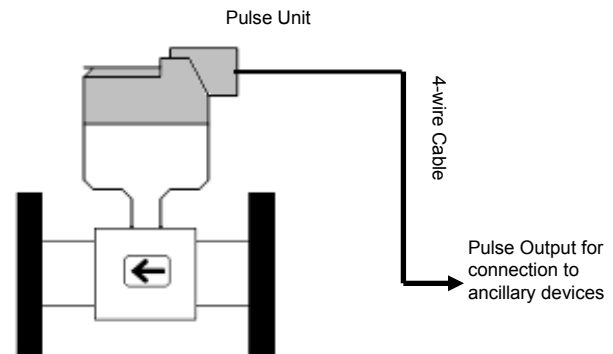 Pulse Unit
4-wire Cable
Pulse Output for
connection to
ancillary devices